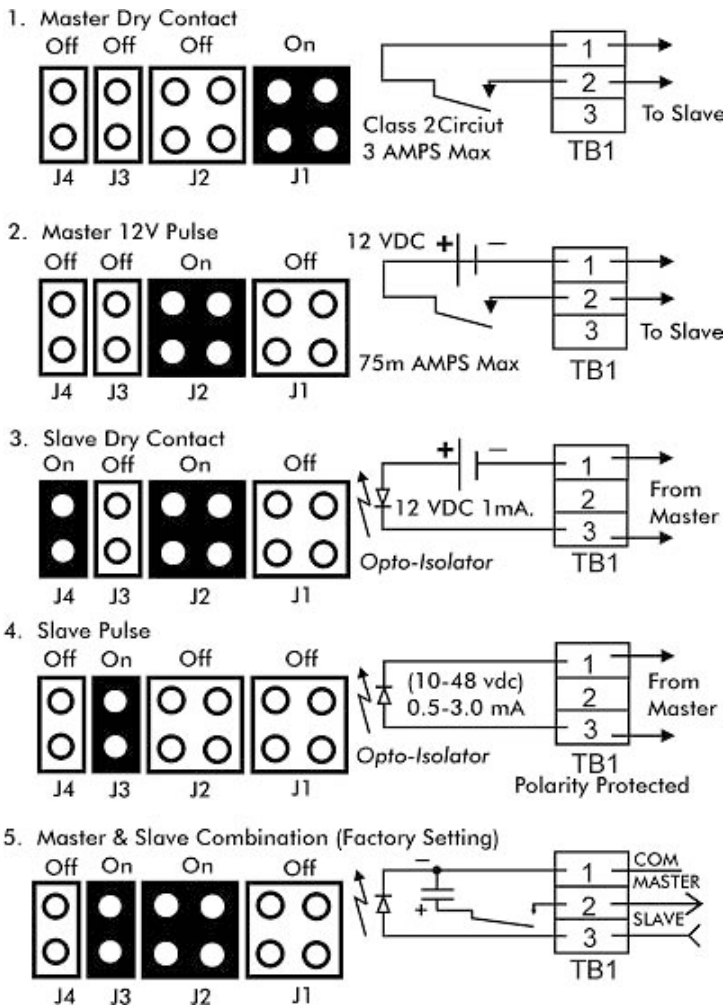 1. Master Dry Contact
Off Off Off On
J4 J3 J2 J1
Class 2Circiut
3 AMPS Max
1
2
3
TB1
To Slave
2. Master 12V Pulse
Off Off On Off
J4 J3 J2 J1
12 VDC + −
75m AMPS Max
1
2
3
TB1
To Slave
3. Slave Dry Contact
On Off On Off
J4 J3 J2 J1
+ −
12 VDC 1mA.
Opto-Isolator
1
2
3
TB1
From
Master
4. Slave Pulse
Off On Off Off
J4 J3 J2 J1
(10-48 vdc)
0.5-3.0 mA
Opto-Isolator
1
2
3
TB1
From
Master
Polarity Protected
5. Master & Slave Combination (Factory Setting)
Off On On Off
J4 J3 J2 J1
−
+
1
2
3
TB1
COM
MASTER
SLAVE